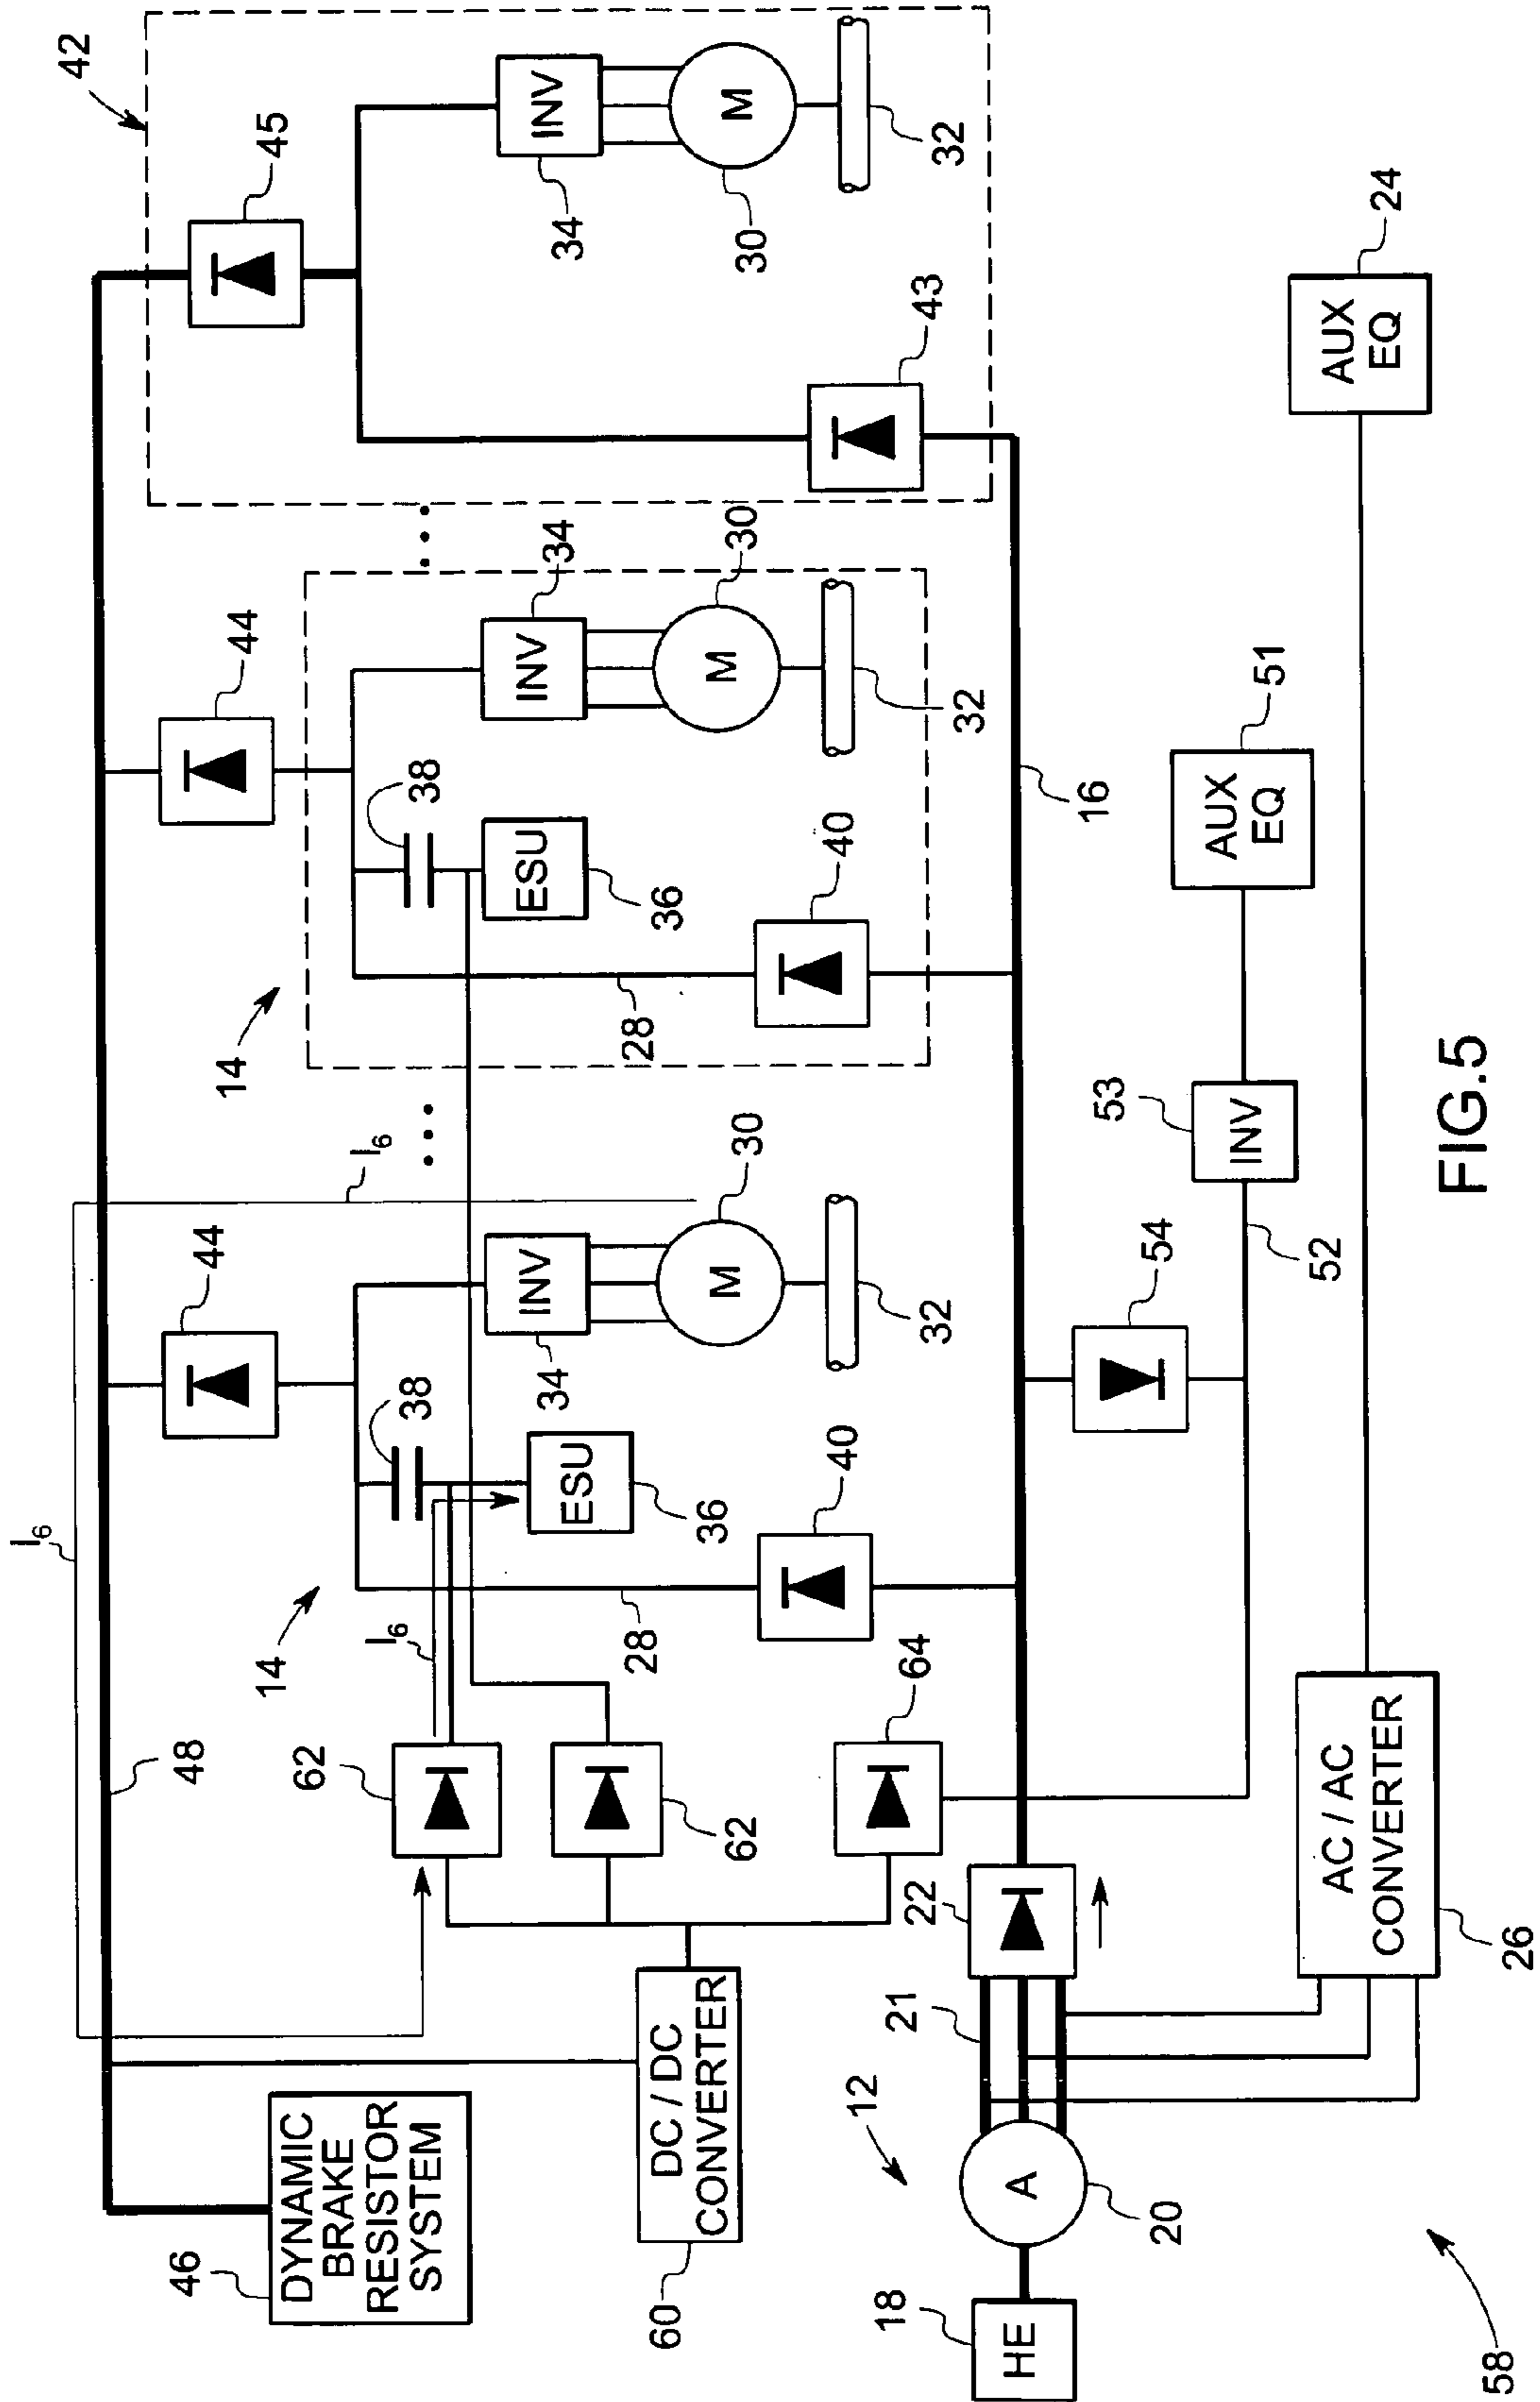 42
45
INV
34
M
30
32
43
44
INV
34
M
30
32
38
ESU
36
40
28
14
16
I6
44
INV
34
M
30
32
38
ESU
36
40
28
14
I6
I6
48
62
62
64
54
52
53
INV
51
AUX
EQ
24
AUX
EQ
46
DYNAMIC
BRAKE
RESISTOR
SYSTEM
60
DC / DC
CONVERTER
12
21
22
18
HE
A
20
AC / AC
CONVERTER
26
58
FIG.5